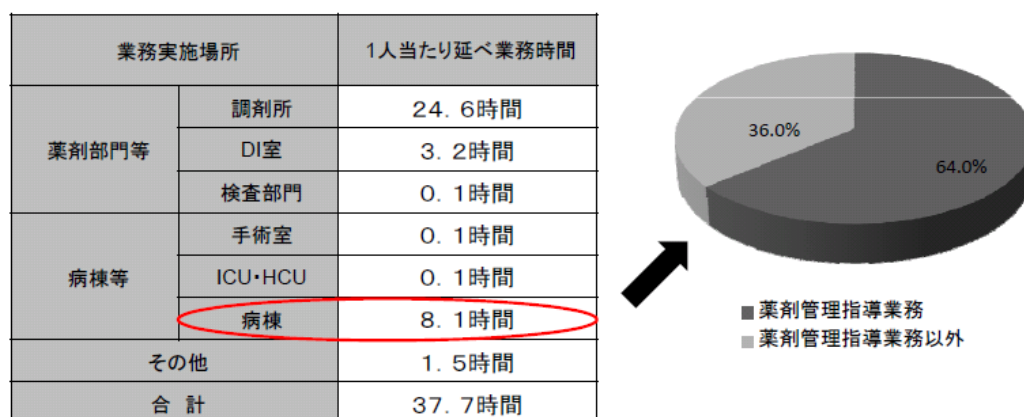 業務実施場所 1人当たり延べ業務時間
薬剤部門等 調剤所 24.6時間
DI室 3.2時間
検査部門 0.1時間
病棟等 手術室 0.1時間
ICU・HCU 0.1時間
病棟 8.1時間
その他 1.5時間
合計 37.7時間
36.0%
64.0%
薬剤管理指導業務
薬剤管理指導業務以外